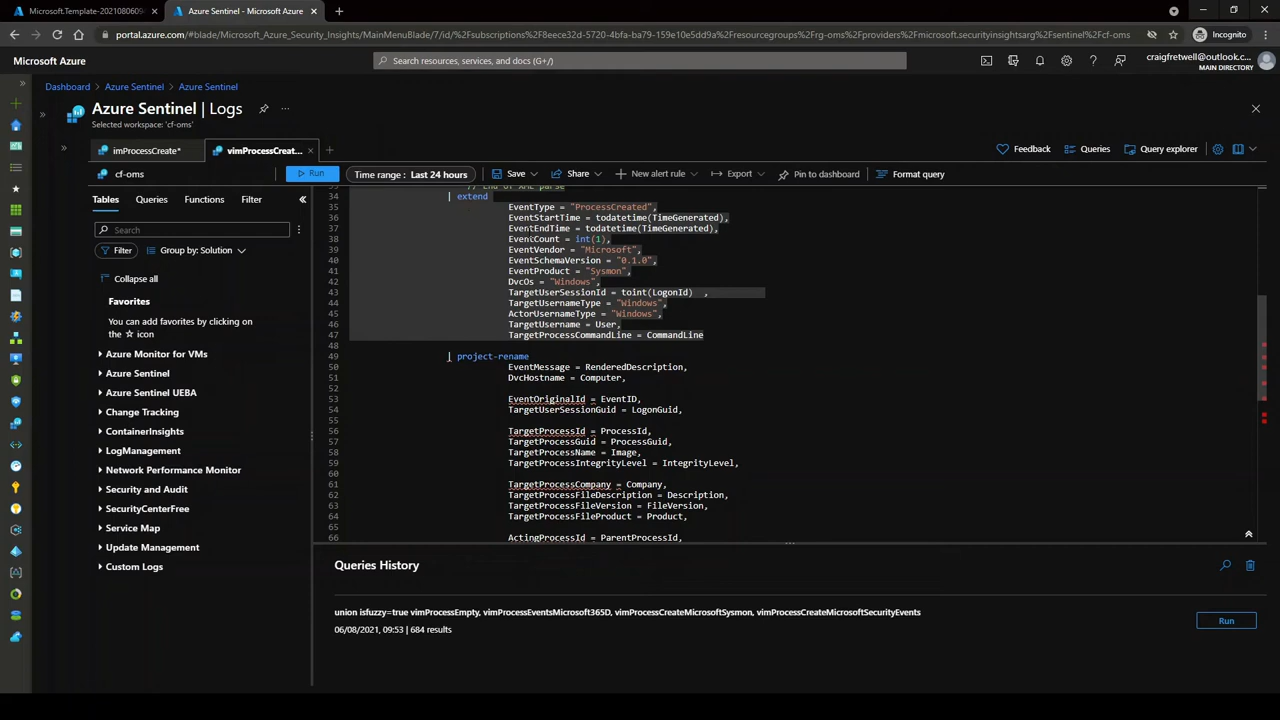 Microsoft.Template-20210806094
Azure Sentinel - Microsoft Azure
portal.azure.com/#blade/Microsoft_Azure_Security_Insights/MainMenuBlade/7/id/%2Fsubscriptions%2F8eece32d-5720-4bfa-ba79-159e10e5dd9a%2Fresourcegroups%2Frg-oms%2Fproviders%2Fmicrosoft.securityinsightsarg%2Fsentinel%2Fcf-oms
Incognito
Microsoft Azure
Search resources, services, and docs (G+/)
craigfretwell@outlook.c...
MAIN DIRECTORY
Dashboard > Azure Sentinel > Azure Sentinel
Azure Sentinel | Logs
Selected workspace: 'cf-oms'
imProcessCreate*
vimProcessCreat...
Feedback
Queries
Query explorer
cf-oms
Run
Time range : Last 24 hours
Save
Share
New alert rule
Export
Pin to dashboard
Format query
Tables
Queries
Functions
Filter
Search
Filter
Group by: Solution
Collapse all
Favorites
You can add favorites by clicking on
the ☆ icon
Azure Monitor for VMs
Azure Sentinel
Azure Sentinel UEBA
Change Tracking
ContainerInsights
LogManagement
Network Performance Monitor
Security and Audit
SecurityCenterFree
Service Map
Update Management
Custom Logs
33 // End of XML parse
34 | extend
35 EventType = "ProcessCreated",
36 EventStartTime = todatetime(TimeGenerated),
37 EventEndTime = todatetime(TimeGenerated),
38 EventCount = int(1),
39 EventVendor = "Microsoft",
40 EventSchemaVersion = "0.1.0",
41 EventProduct = "Sysmon",
42 DvcOs = "Windows",
43 TargetUserSessionId = toint(LogonId) ,
44 TargetUsernameType = "Windows",
45 ActorUsernameType = "Windows",
46 TargetUsername = User,
47 TargetProcessCommandLine = CommandLine
48
49 | project-rename
50 EventMessage = RenderedDescription,
51 DvcHostname = Computer,
52
53 EventOriginalId = EventID,
54 TargetUserSessionGuid = LogonGuid,
55
56 TargetProcessId = ProcessId,
57 TargetProcessGuid = ProcessGuid,
58 TargetProcessName = Image,
59 TargetProcessIntegrityLevel = IntegrityLevel,
60
61 TargetProcessCompany = Company,
62 TargetProcessFileDescription = Description,
63 TargetProcessFileVersion = FileVersion,
64 TargetProcessFileProduct = Product,
65
66 ActingProcessId = ParentProcessId,
Queries History
union isfuzzy=true vimProcessEmpty, vimProcessEventsMicrosoft365D, vimProcessCreateMicrosoftSysmon, vimProcessCreateMicrosoftSecurityEvents
06/08/2021, 09:53 | 684 results
Run